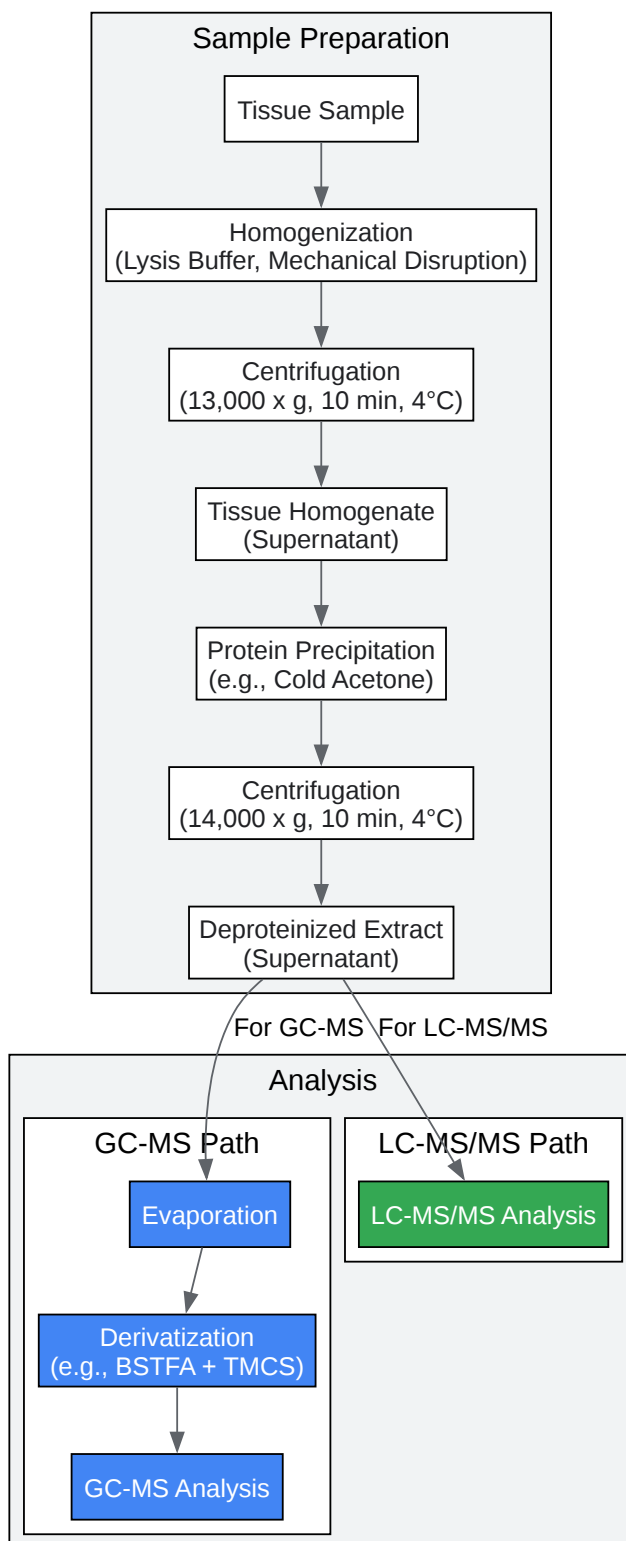 Sample Preparation
Tissue Sample
Homogenization
(Lysis Buffer, Mechanical Disruption)
Centrifugation
(13,000 x g, 10 min, 4°C)
Tissue Homogenate
(Supernatant)
Protein Precipitation
(e.g., Cold Acetone)
Centrifugation
(14,000 x g, 10 min, 4°C)
Deproteinized Extract
(Supernatant)
For GC-MS
For LC-MS/MS
Analysis
GC-MS Path
LC-MS/MS Path
Evaporation
LC-MS/MS Analysis
Derivatization
(e.g., BSTFA + TMCS)
GC-MS Analysis